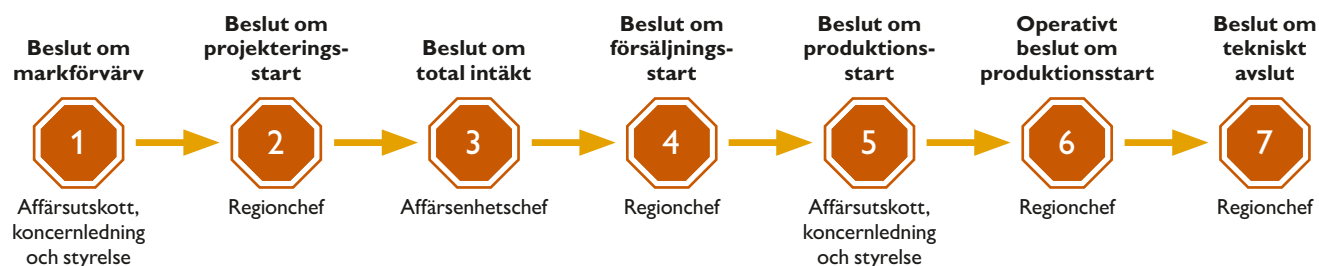 Beslut om
markförvärv
1
Affärsutskott,
koncernledning
och styrelse
Beslut om
projekterings-
start
2
Regionchef
Beslut om
total intäkt
3
Affärsenhetschef
Beslut om
försäljnings-
start
4
Regionchef
Beslut om
produktions-
start
5
Affärsutskott,
koncernledning
och styrelse
Operativt
beslut om
produktionsstart
6
Regionchef
Beslut om
tekniskt
avslut
7
Regionchef